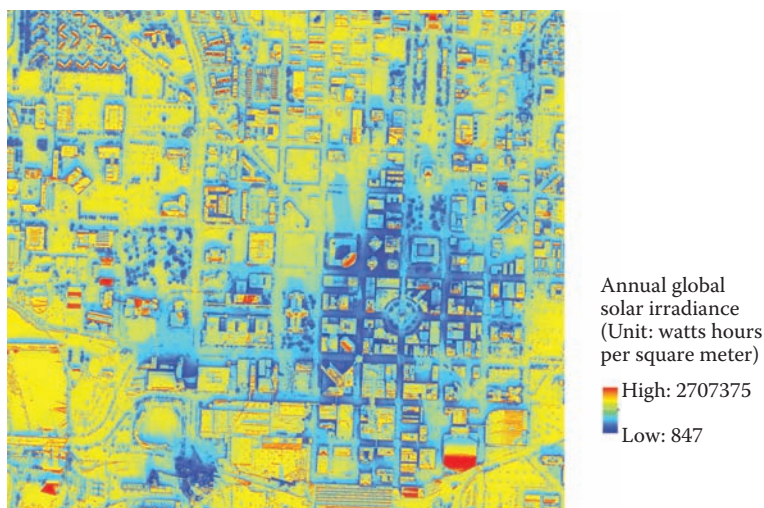 Annual global
solar irradiance
(Unit: watts hours
per square meter)
High: 2707375
Low: 847